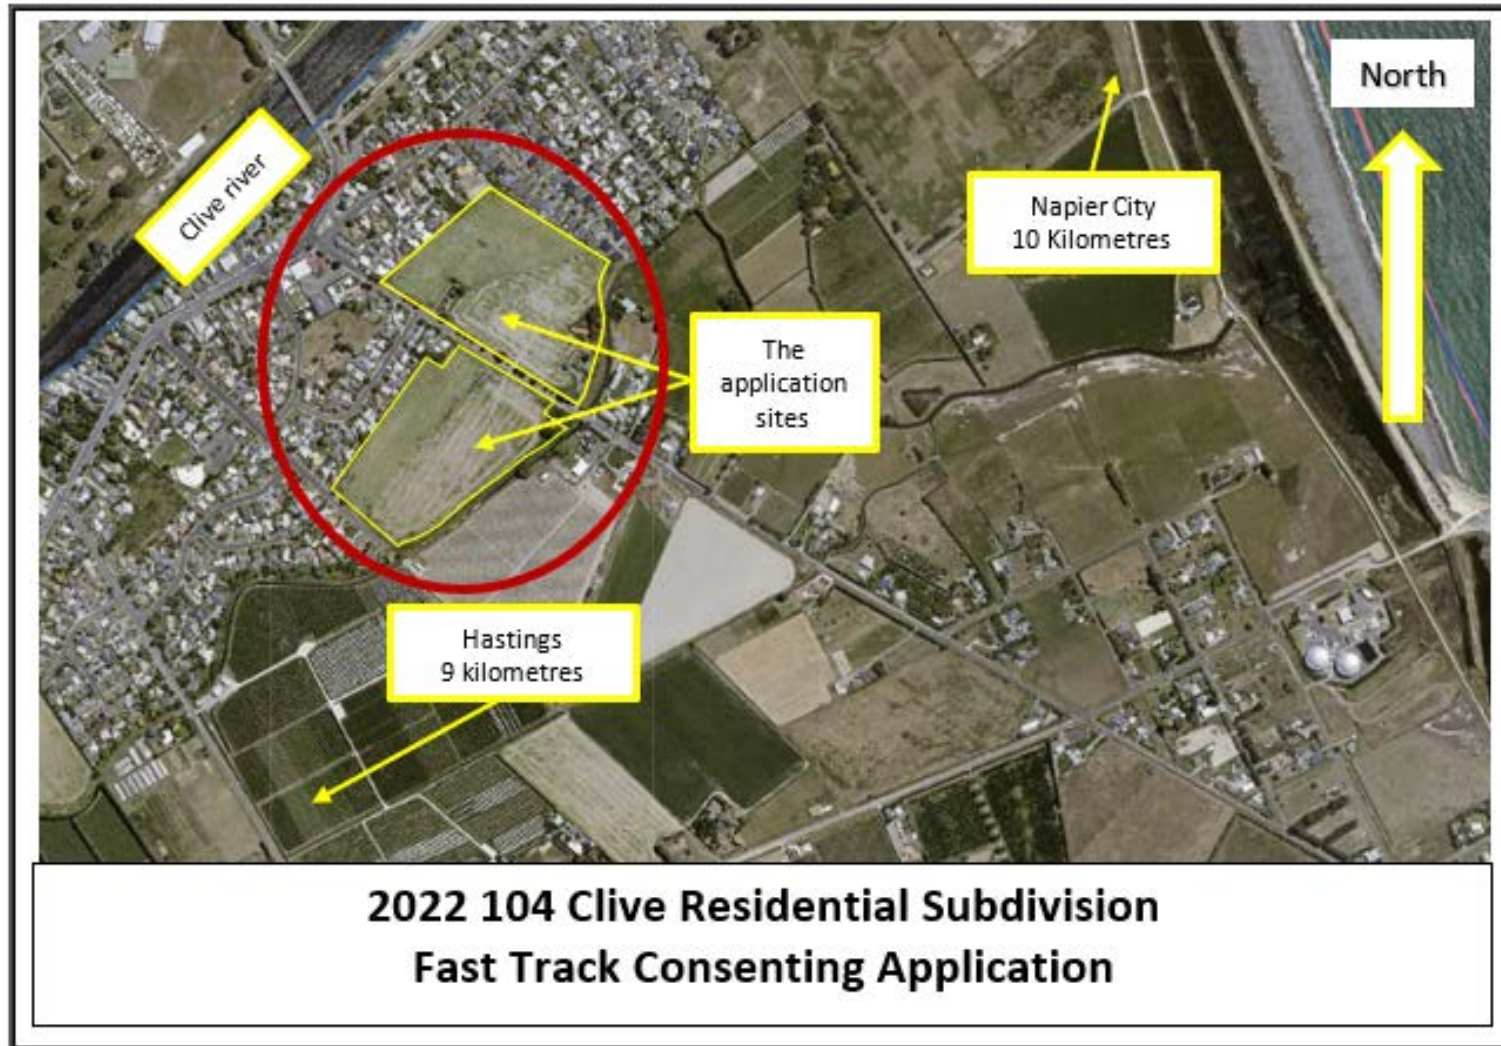 North
Clive river
Napier City
10 Kilometres
The
application
sites
Hastings
9 kilometres
2022 104 Clive Residential Subdivision
Fast Track Consenting Application